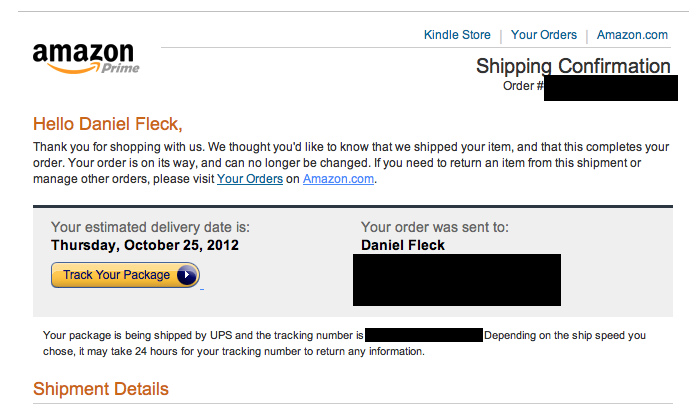 Kindle Store | Your Orders | Amazon.com
amazon
Prime
Shipping Confirmation
Order #
Hello Daniel Fleck,
Thank you for shopping with us. We thought you'd like to know that we shipped your item, and that this completes your
order. Your order is on its way, and can no longer be changed. If you need to return an item from this shipment or
manage other orders, please visit Your Orders on Amazon.com.
Your estimated delivery date is:
Thursday, October 25, 2012
Track Your Package
Your order was sent to:
Daniel Fleck
Your package is being shipped by UPS and the tracking number is Depending on the ship speed you
chose, it may take 24 hours for your tracking number to return any information.
Shipment Details